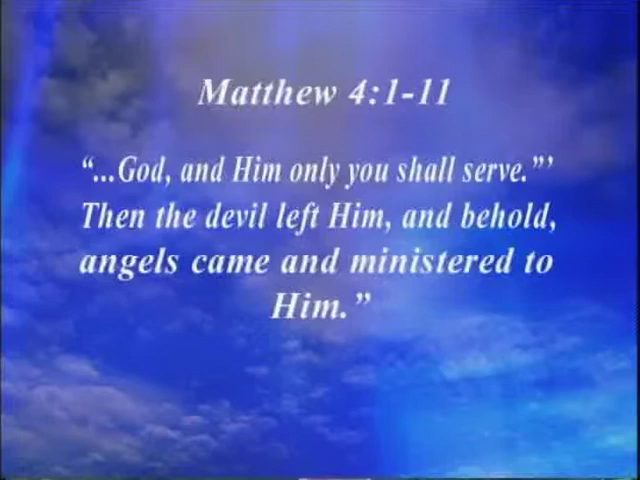 Matthew 4:1-11
“...God, and Him only you shall serve.”’
Then the devil left Him, and behold,
angels came and ministered to
Him.”